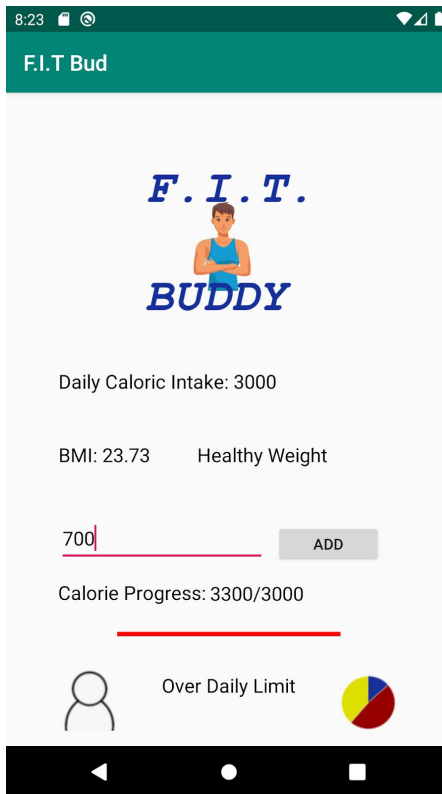 8:23
F.I.T Bud
F.I.T.
BUDDY
Daily Caloric Intake: 3000
BMI: 23.73 Healthy Weight
700 ADD
Calorie Progress: 3300/3000
Over Daily Limit